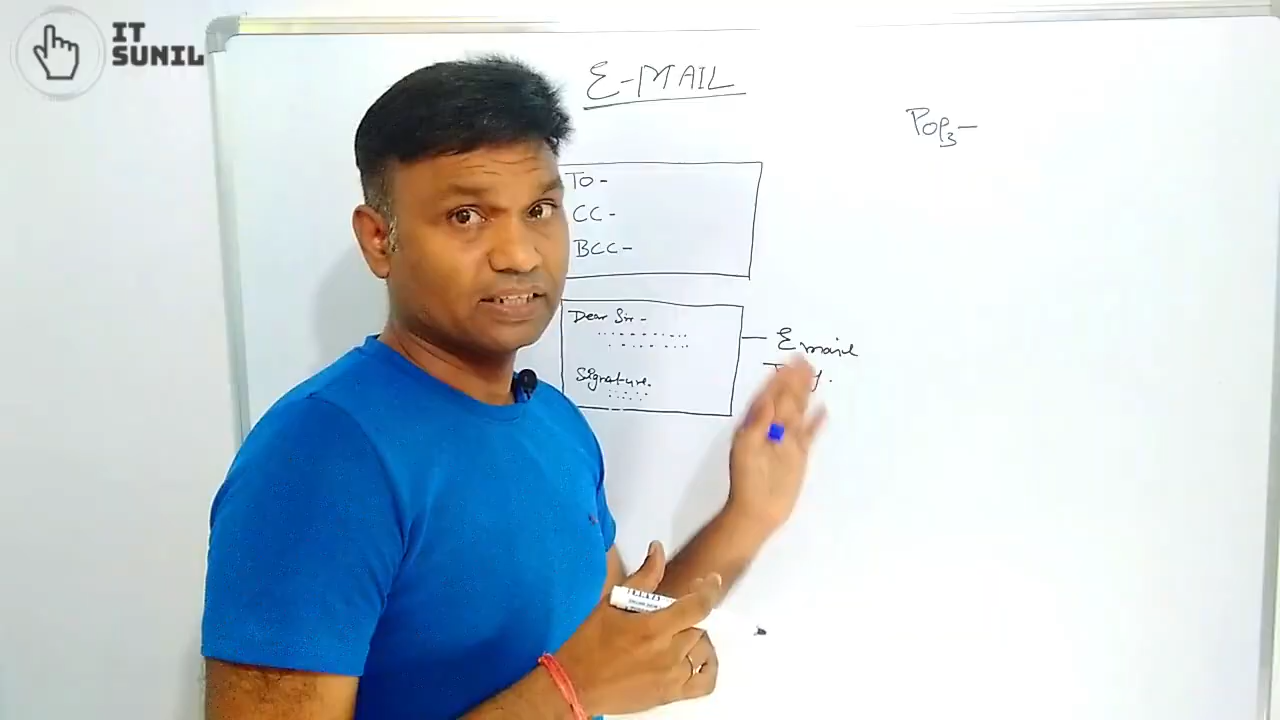 IT
SUNIL
E-MAIL
POP3-
TO-
CC-
BCC-
Dear Sir-
Signature.
Email